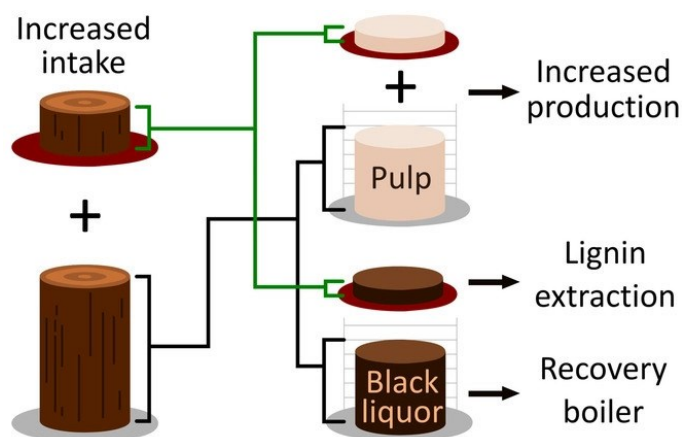 Increased
intake
+
+
Increased
production
Pulp
Lignin
extraction
Black
liquor
Recovery
boiler